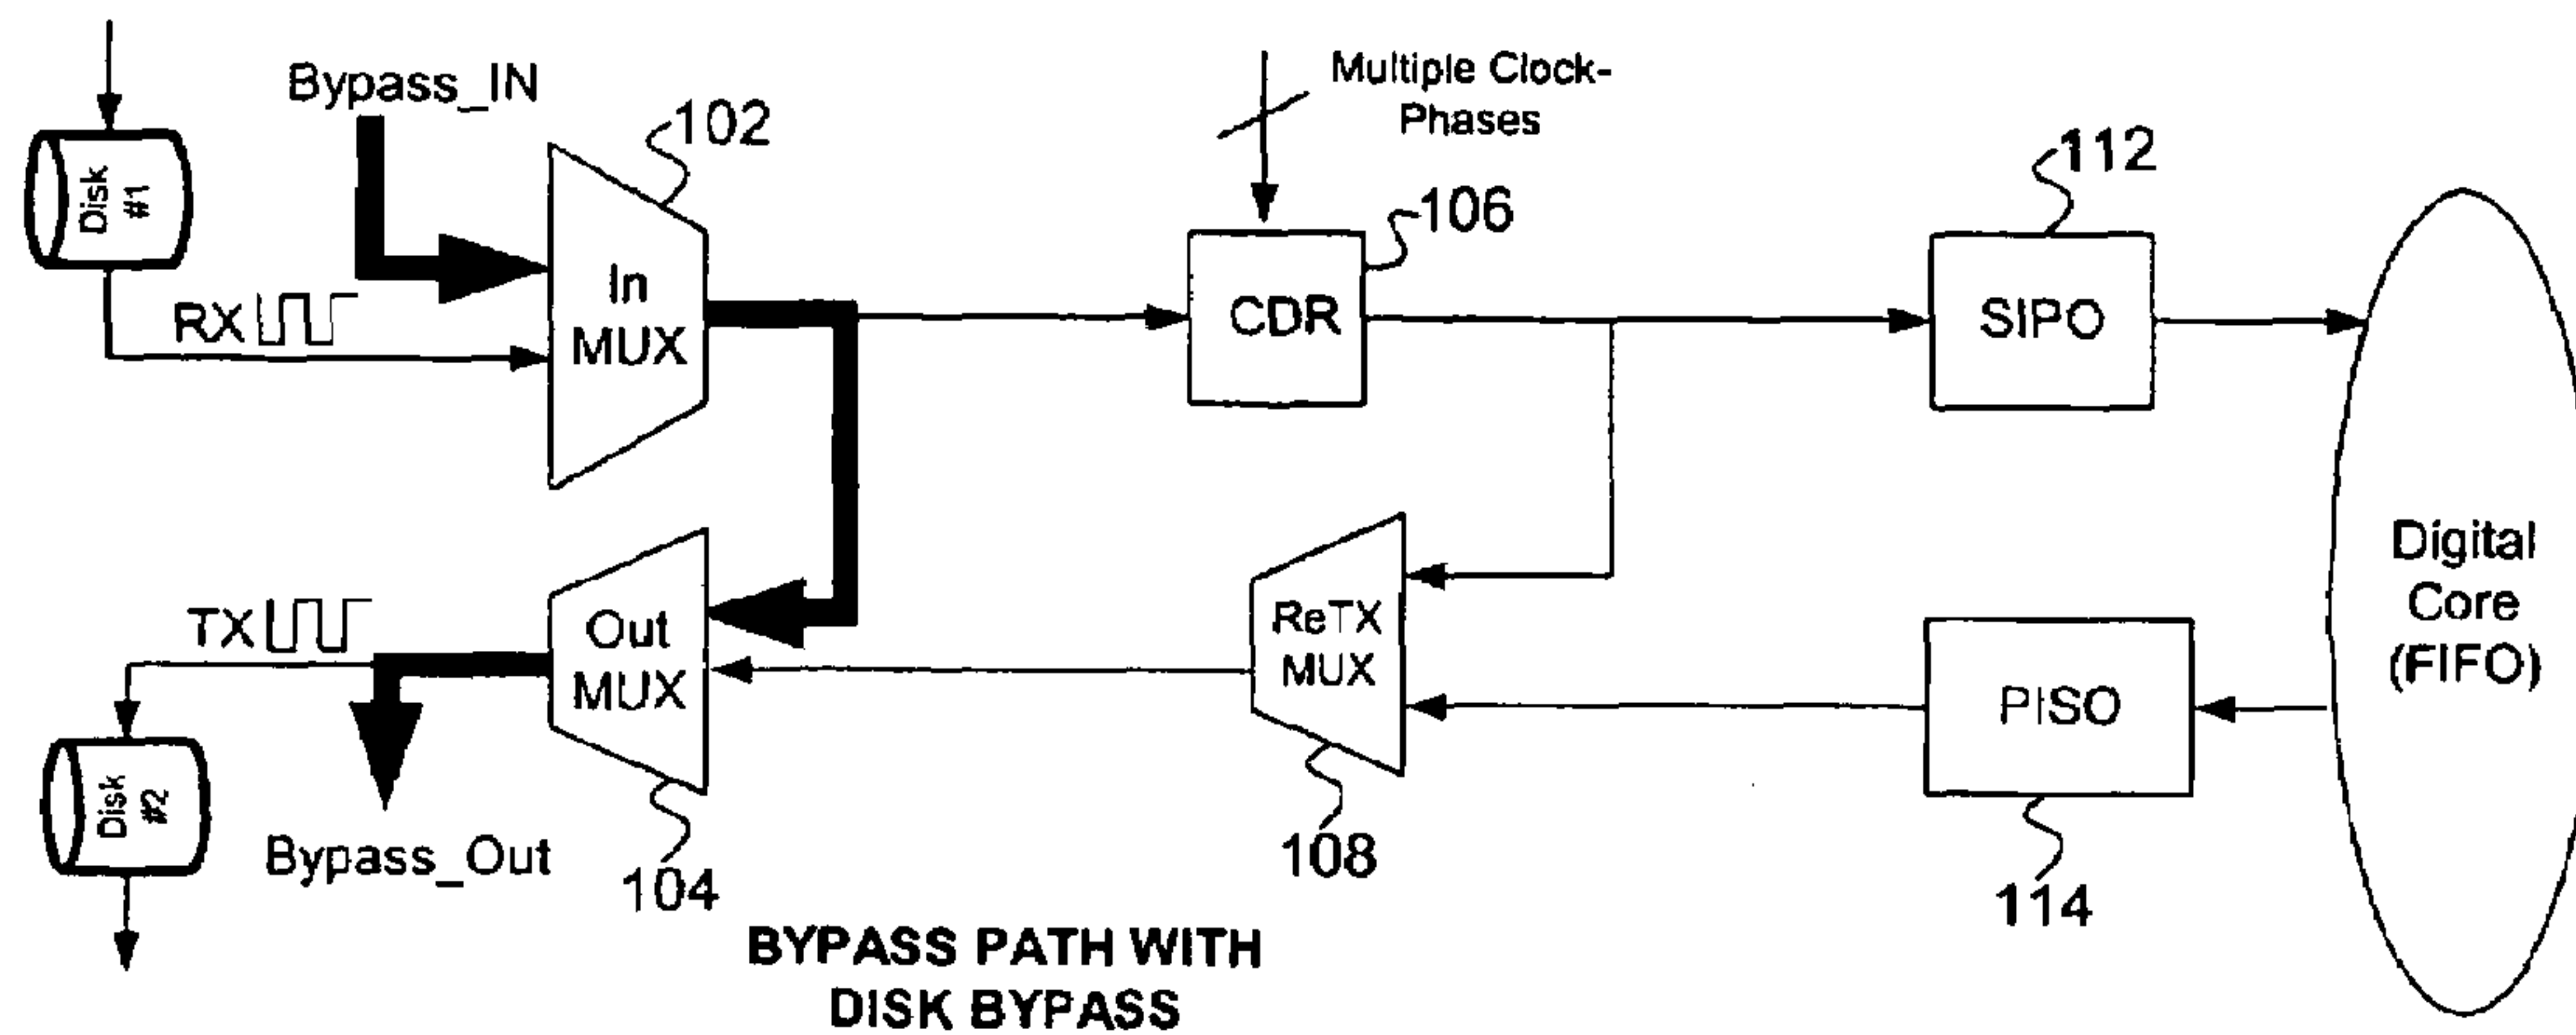 Bypass_IN
102
Multiple Clock-
Phases
Disk
#1
RX
In
MUX
106
CDR
112
SIPO
Digital
Core
(FIFO)
ReTX
MUX
108
PISO
114
TX
Out
MUX
104
Disk
#2
Bypass_Out
BYPASS PATH WITH
DISK BYPASS